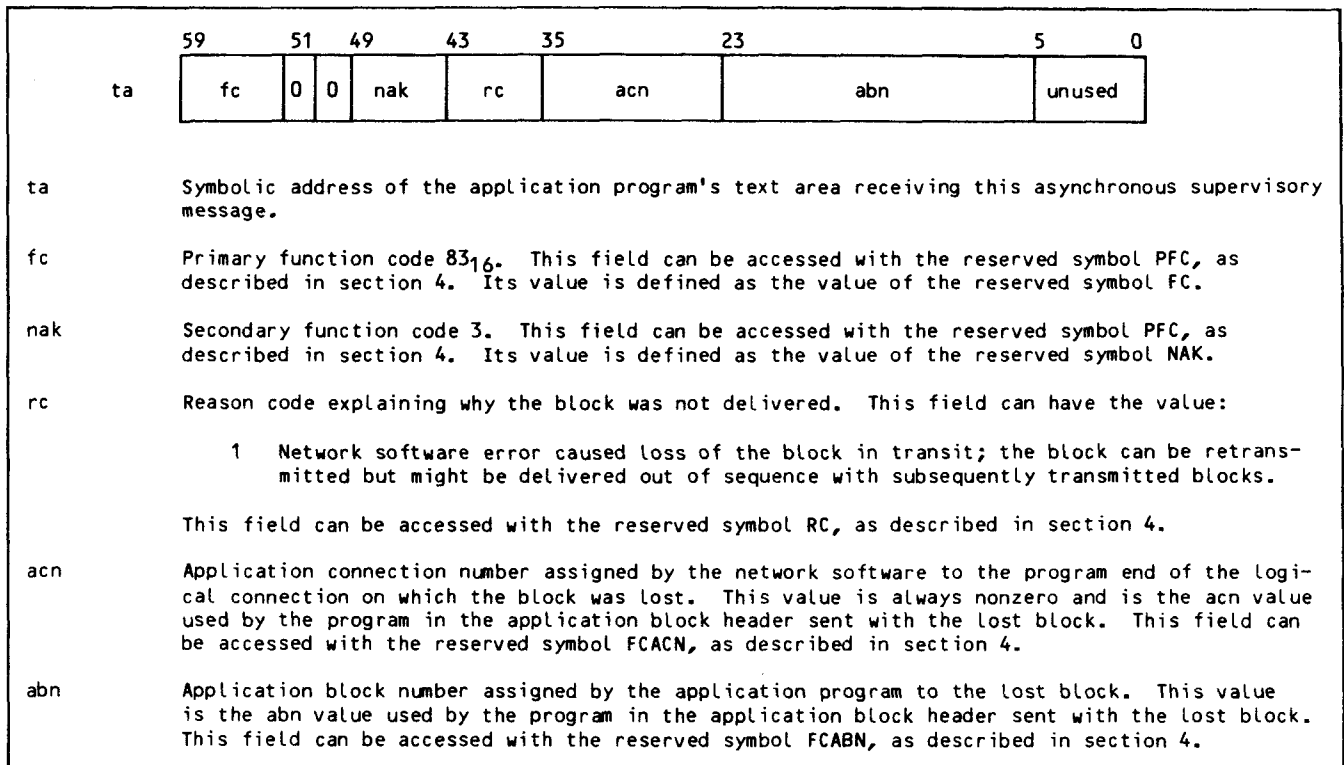 59 51 49 43 35 23 5 0
ta fc 0 0 nak rc acn abn unused
ta Symbolic address of the application program's text area receiving this asynchronous supervisory
message.
fc Primary function code 83₁₆. This field can be accessed with the reserved symbol PFC, as
described in section 4. Its value is defined as the value of the reserved symbol FC.
nak Secondary function code 3. This field can be accessed with the reserved symbol PFC, as
described in section 4. Its value is defined as the value of the reserved symbol NAK.
rc Reason code explaining why the block was not delivered. This field can have the value:
1 Network software error caused loss of the block in transit; the block can be retrans-
mitted but might be delivered out of sequence with subsequently transmitted blocks.
This field can be accessed with the reserved symbol RC, as described in section 4.
acn Application connection number assigned by the network software to the program end of the logi-
cal connection on which the block was lost. This value is always nonzero and is the acn value
used by the program in the application block header sent with the lost block. This field can
be accessed with the reserved symbol FCACN, as described in section 4.
abn Application block number assigned by the application program to the lost block. This value
is the abn value used by the program in the application block header sent with the lost block.
This field can be accessed with the reserved symbol FCABN, as described in section 4.